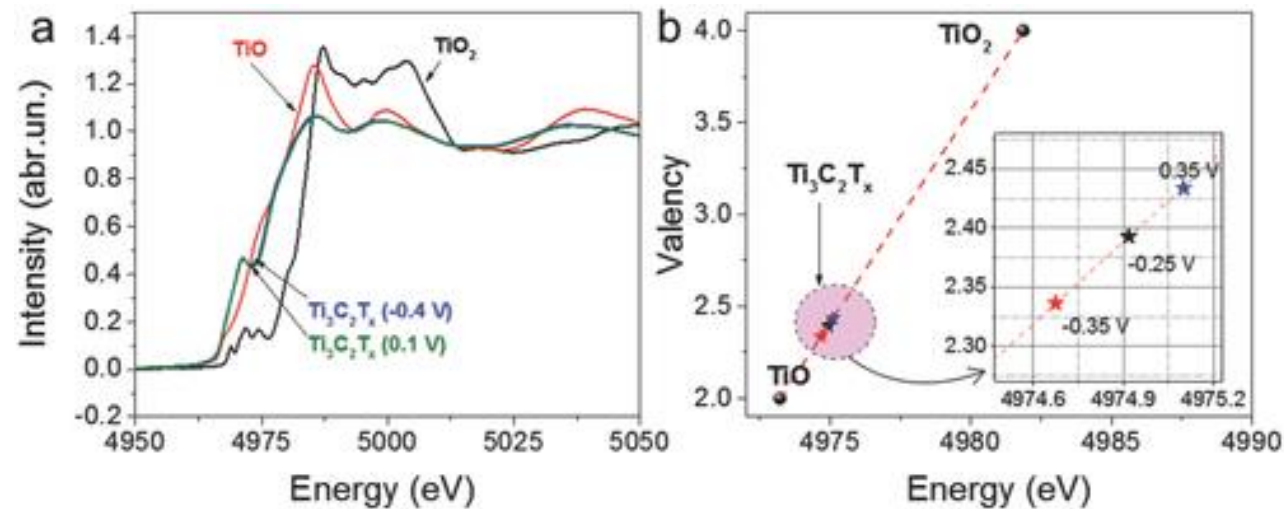 a
1.4
1.2
1.0
0.8
0.6
0.4
0.2
0.0
-0.2
Intensity (abr.un.)
TiO
TiO₂
Ti₃C₂Tₓ (-0.4 V)
Ti₃C₂Tₓ (0.1 V)
4950 4975 5000 5025 5050
Energy (eV)
b
4.0
3.5
3.0
2.5
2.0
Valency
TiO₂
Ti₃C₂Tₓ
TiO
2.45
2.40
2.35
2.30
0.35 V
-0.25 V
-0.35 V
4974.6 4974.9 4975.2
4975 4980 4985 4990
Energy (eV)